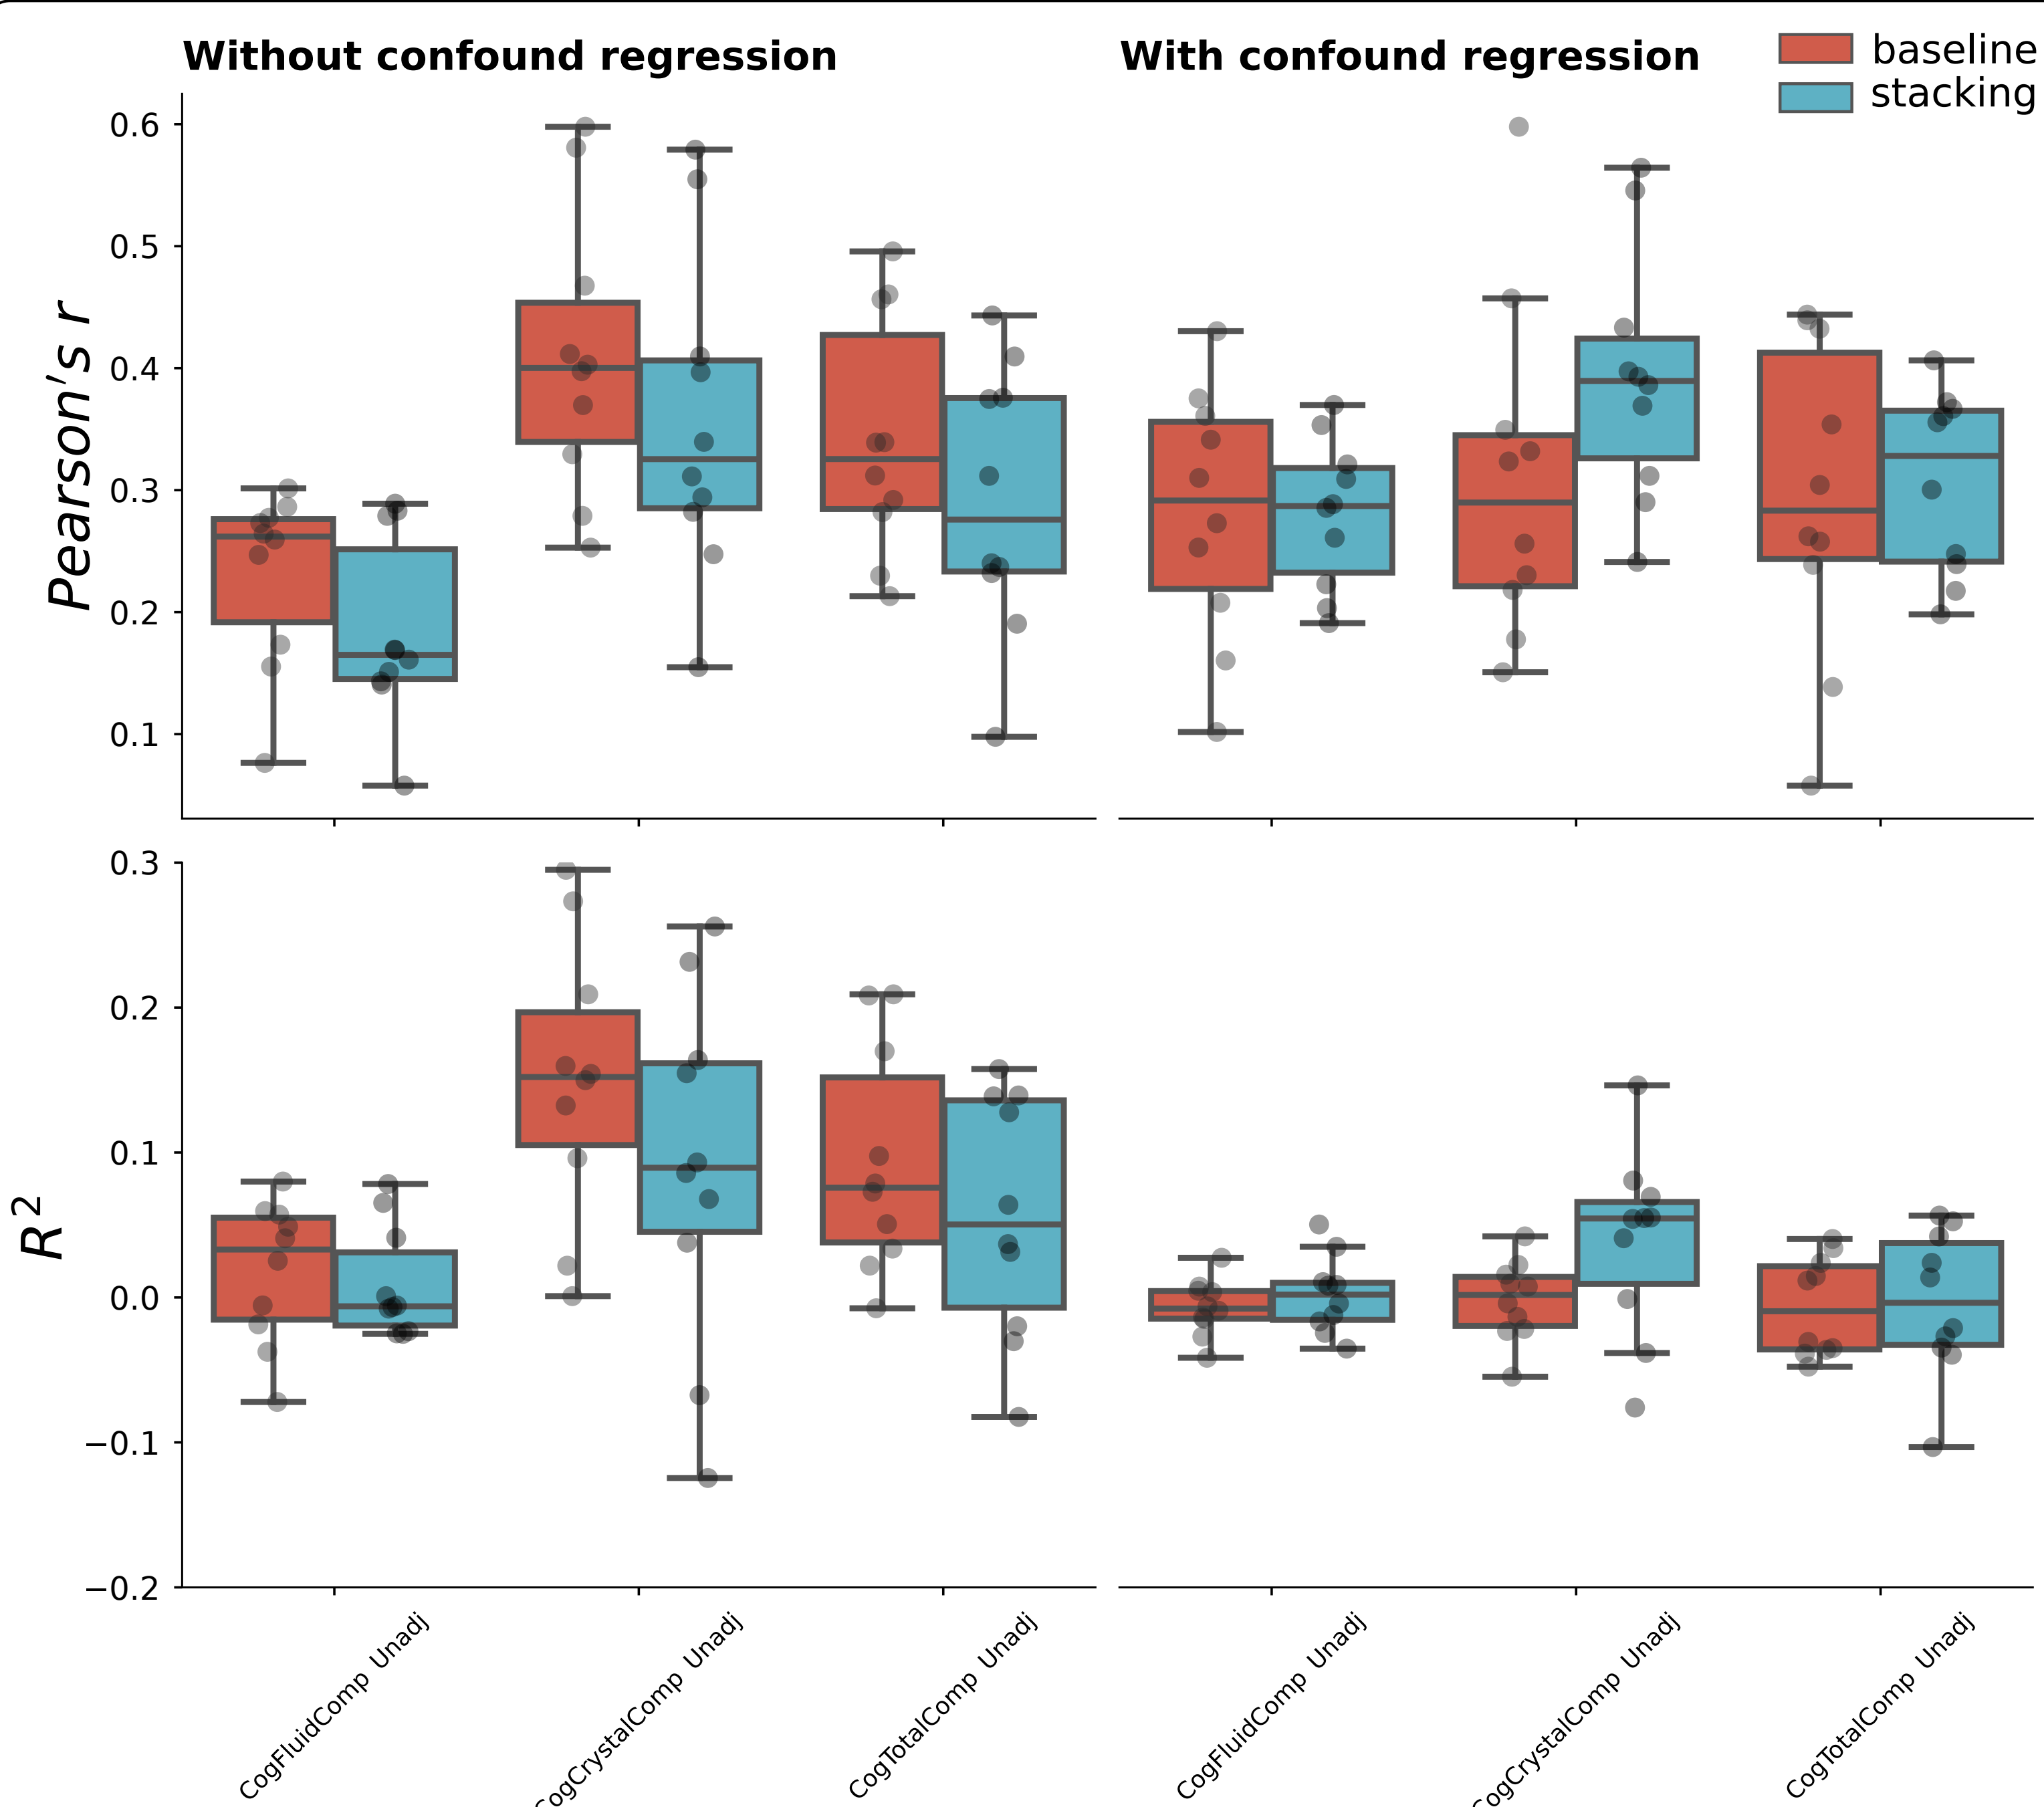 Without confound regression
With confound regression
baseline
stacking
Pearson's r
0.6
0.5
0.4
0.3
0.2
0.1
R²
0.3
0.2
0.1
0.0
−0.1
−0.2
CogFluidComp Unadj
CogCrystalComp Unadj
CogTotalComp Unadj
CogFluidComp Unadj
CogCrystalComp Unadj
CogTotalComp Unadj